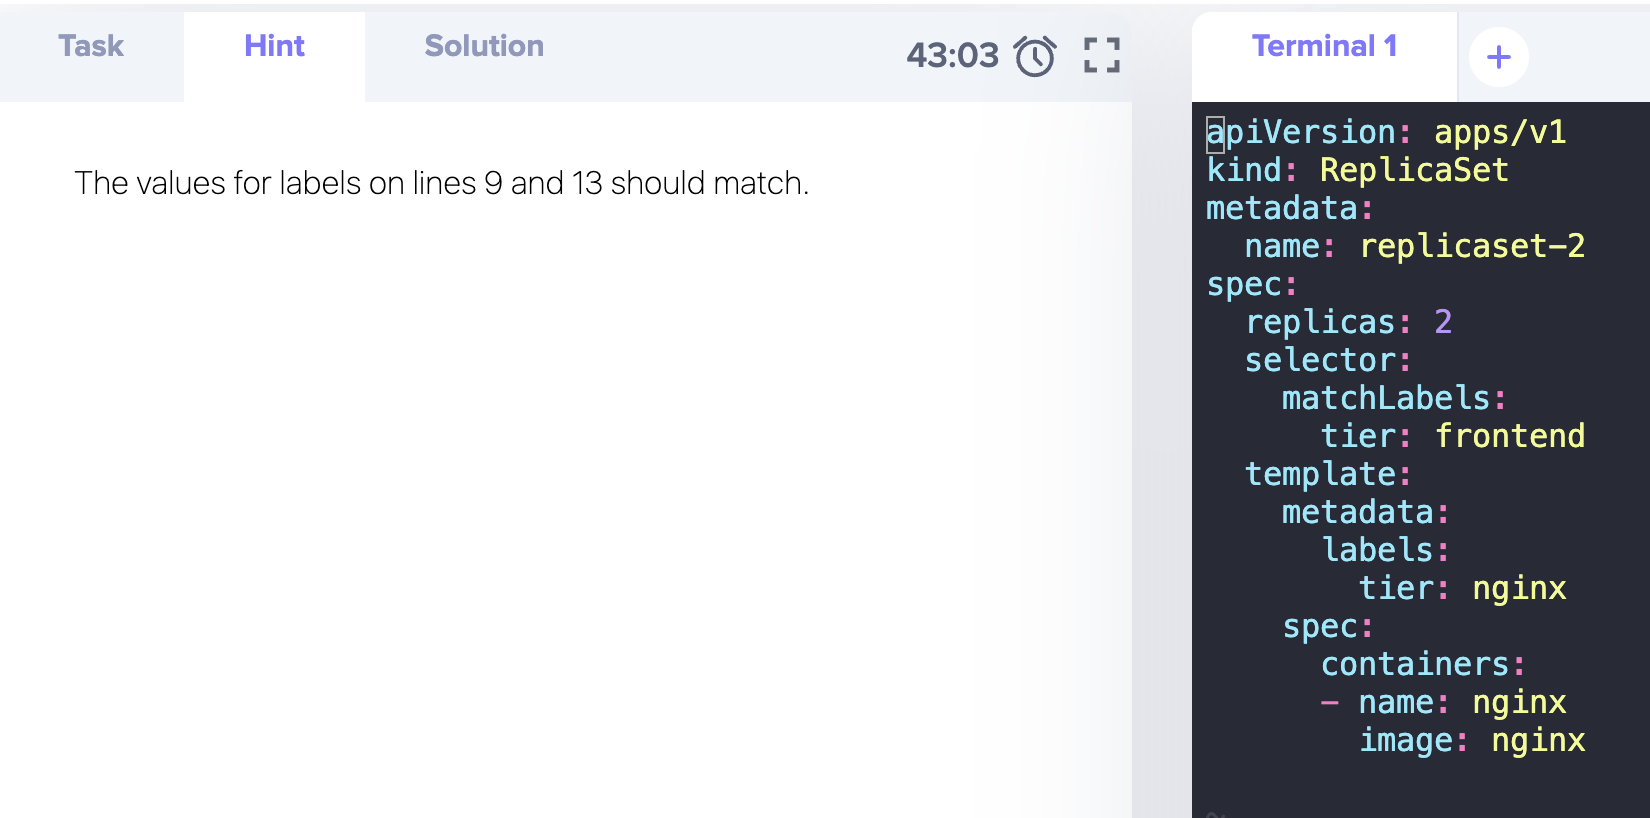 Task Hint Solution 43:03
The values for labels on lines 9 and 13 should match.
Terminal 1 +
apiVersion: apps/v1
kind: ReplicaSet
metadata:
  name: replicaset-2
spec:
  replicas: 2
  selector:
    matchLabels:
      tier: frontend
  template:
    metadata:
      labels:
        tier: nginx
    spec:
      containers:
      - name: nginx
        image: nginx